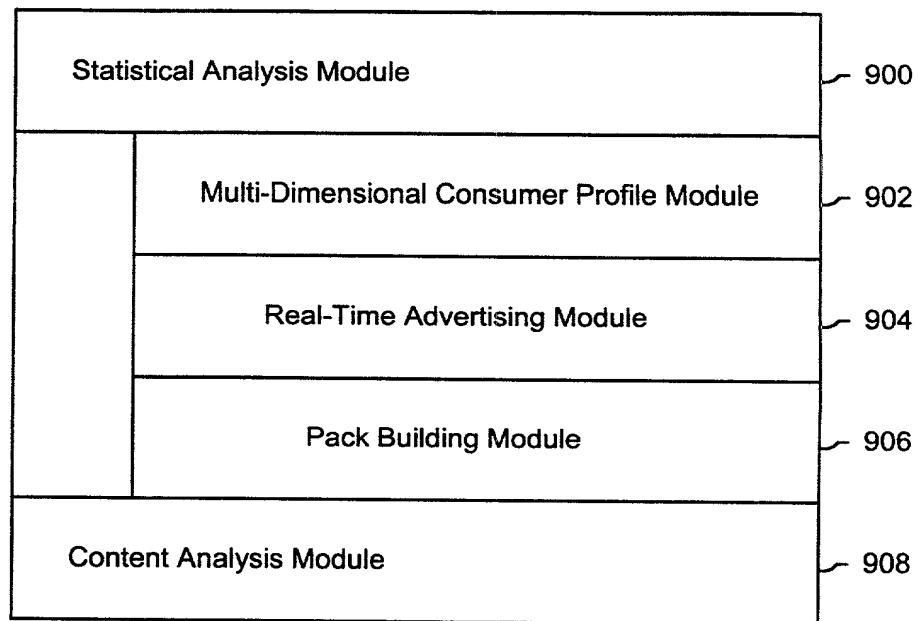 Statistical Analysis Module 900
Multi-Dimensional Consumer Profile Module 902
Real-Time Advertising Module 904
Pack Building Module 906
Content Analysis Module 908